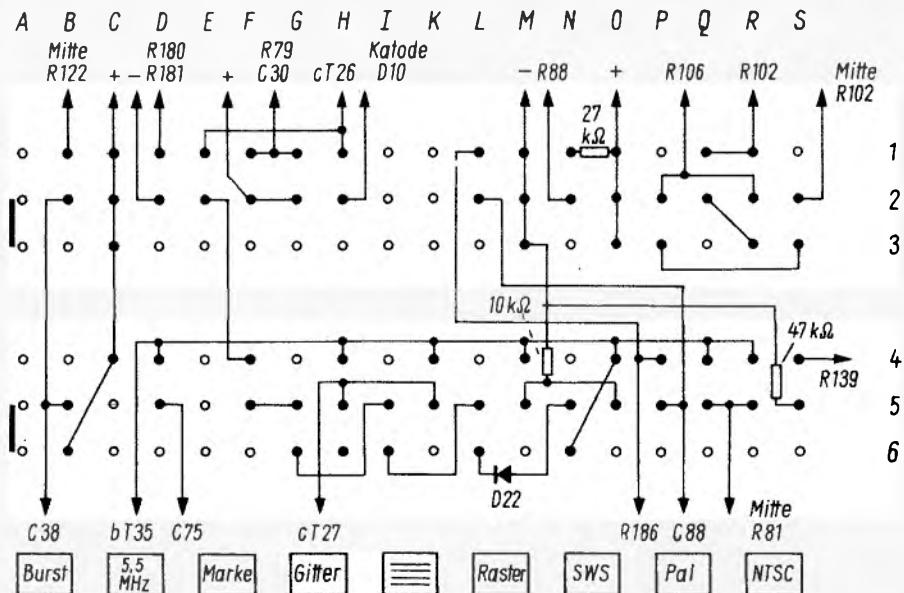 A B C D E F G H I K L M N O P Q R S
Mitte R180 R79 Katode
R122 + − R181 + C30 cT26 D10 − R88 + R106 R102 Mitte
R102
27
kΩ
1
2
3
10 kΩ
47 kΩ
4
R139
5
6
D22
Mitte
C38 bT35 C75 cT27 R186 C88 R81
Burst 5,5 Marke Gitter Raster SWS Pal NTSC
MHz